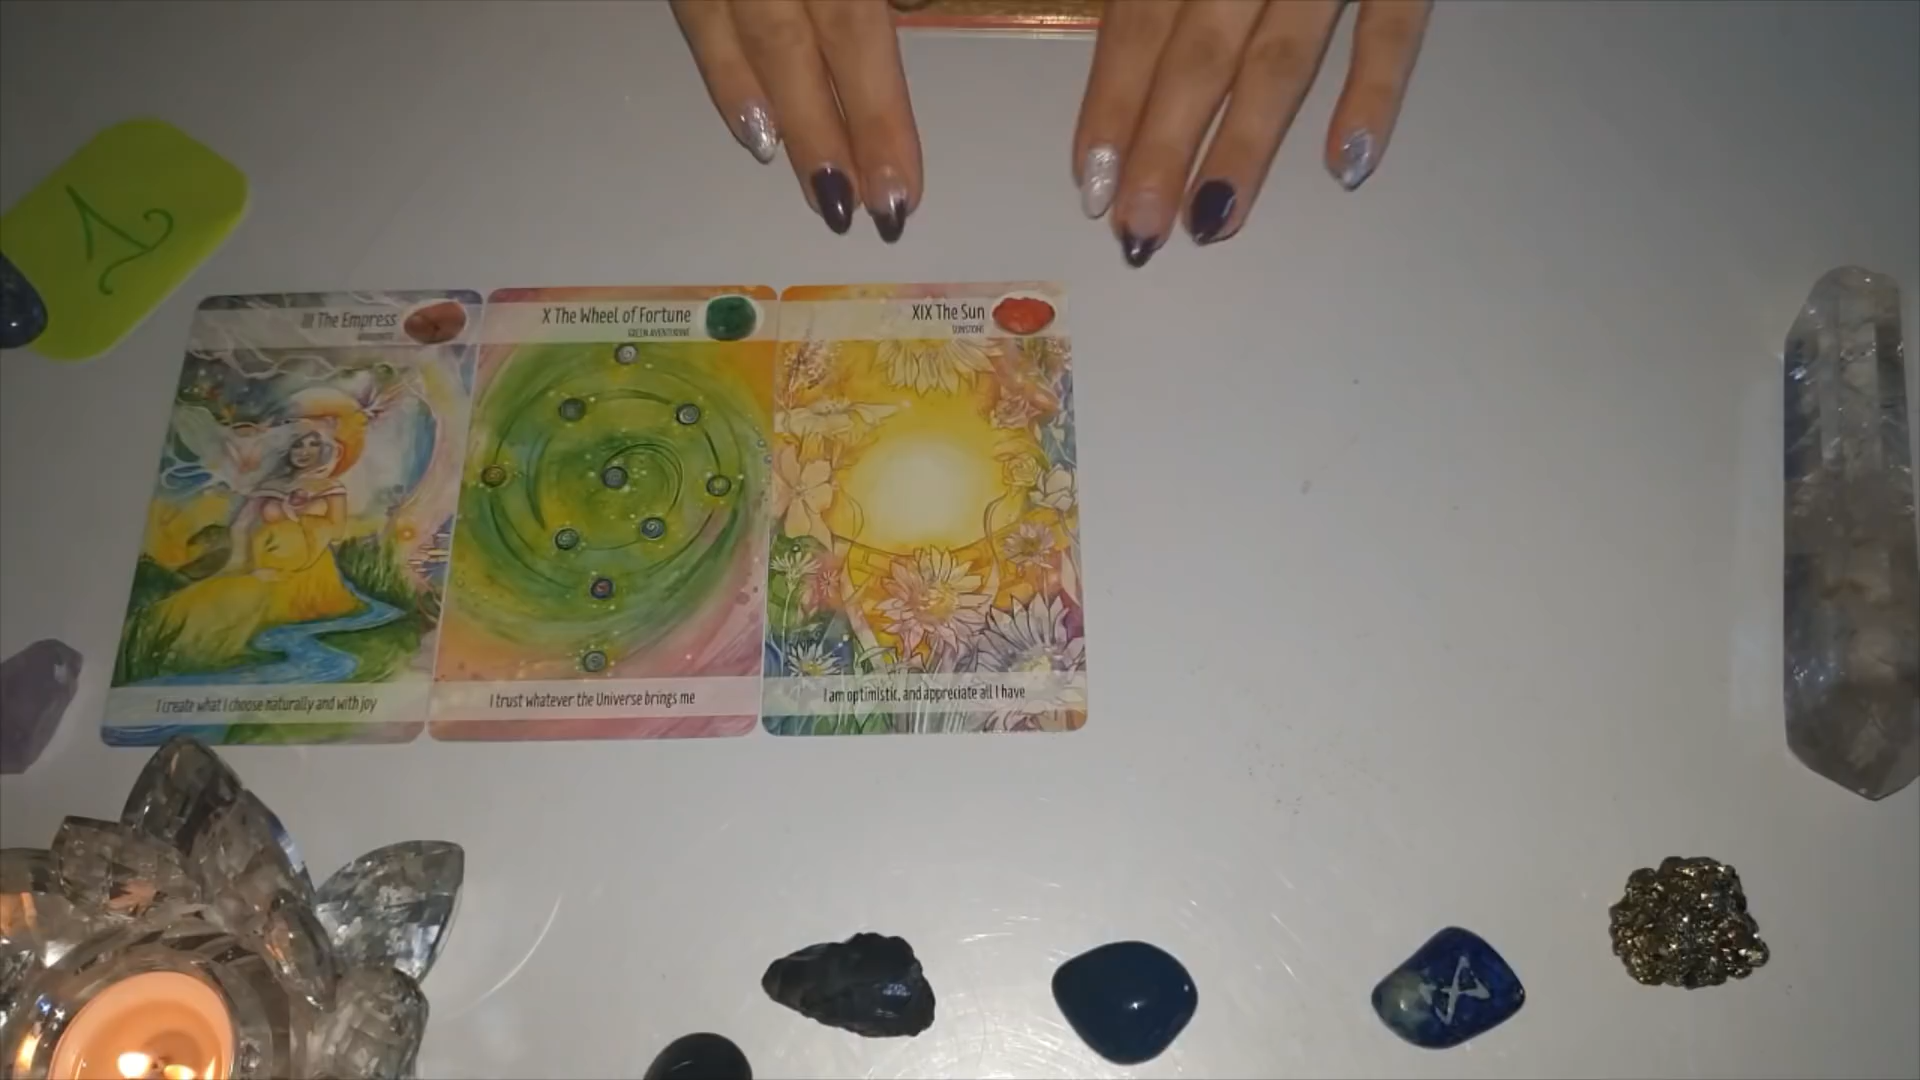 III The Empress
X The Wheel of Fortune
GREEN AVENTURINE
XIX The Sun
SUNSTONE
I create what I choose naturally and with joy
I trust whatever the Universe brings me
I am optimistic, and appreciate all I have